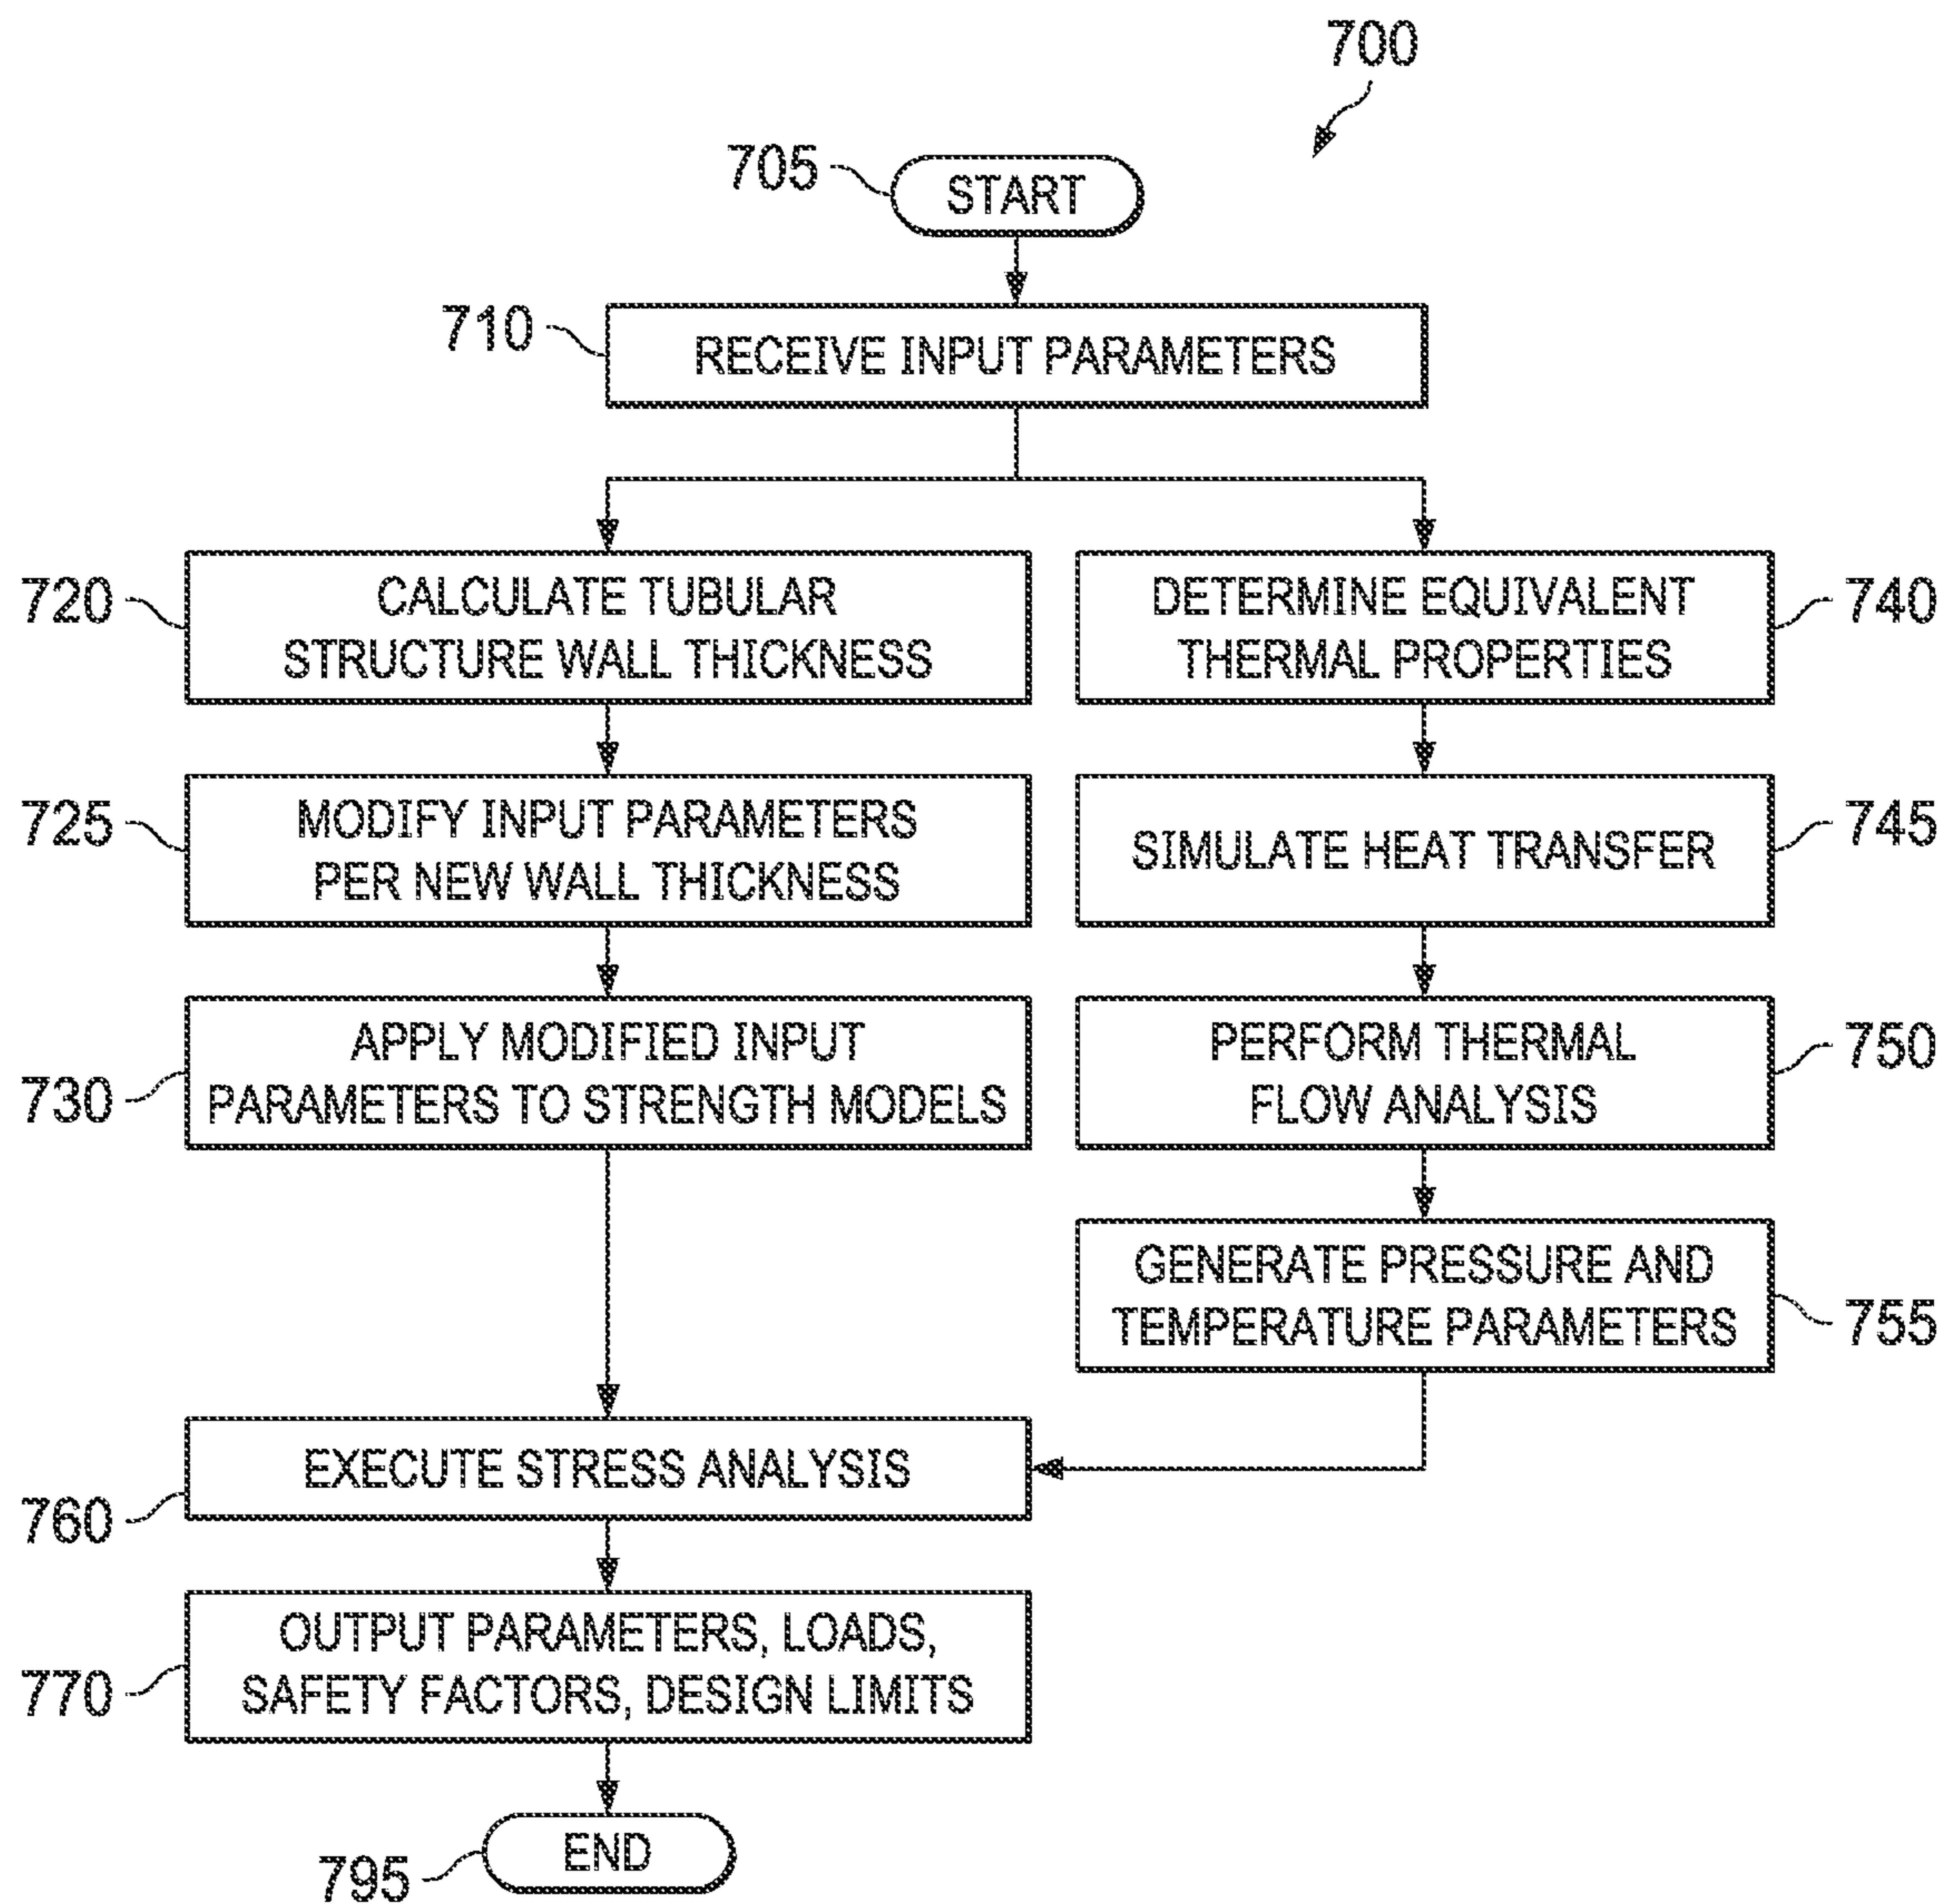 700
705
START
710
RECEIVE INPUT PARAMETERS
720
CALCULATE TUBULAR
STRUCTURE WALL THICKNESS
DETERMINE EQUIVALENT
THERMAL PROPERTIES
740
725
MODIFY INPUT PARAMETERS
PER NEW WALL THICKNESS
SIMULATE HEAT TRANSFER
745
730
APPLY MODIFIED INPUT
PARAMETERS TO STRENGTH MODELS
PERFORM THERMAL
FLOW ANALYSIS
750
GENERATE PRESSURE AND
TEMPERATURE PARAMETERS
755
760
EXECUTE STRESS ANALYSIS
770
OUTPUT PARAMETERS, LOADS,
SAFETY FACTORS, DESIGN LIMITS
795
END